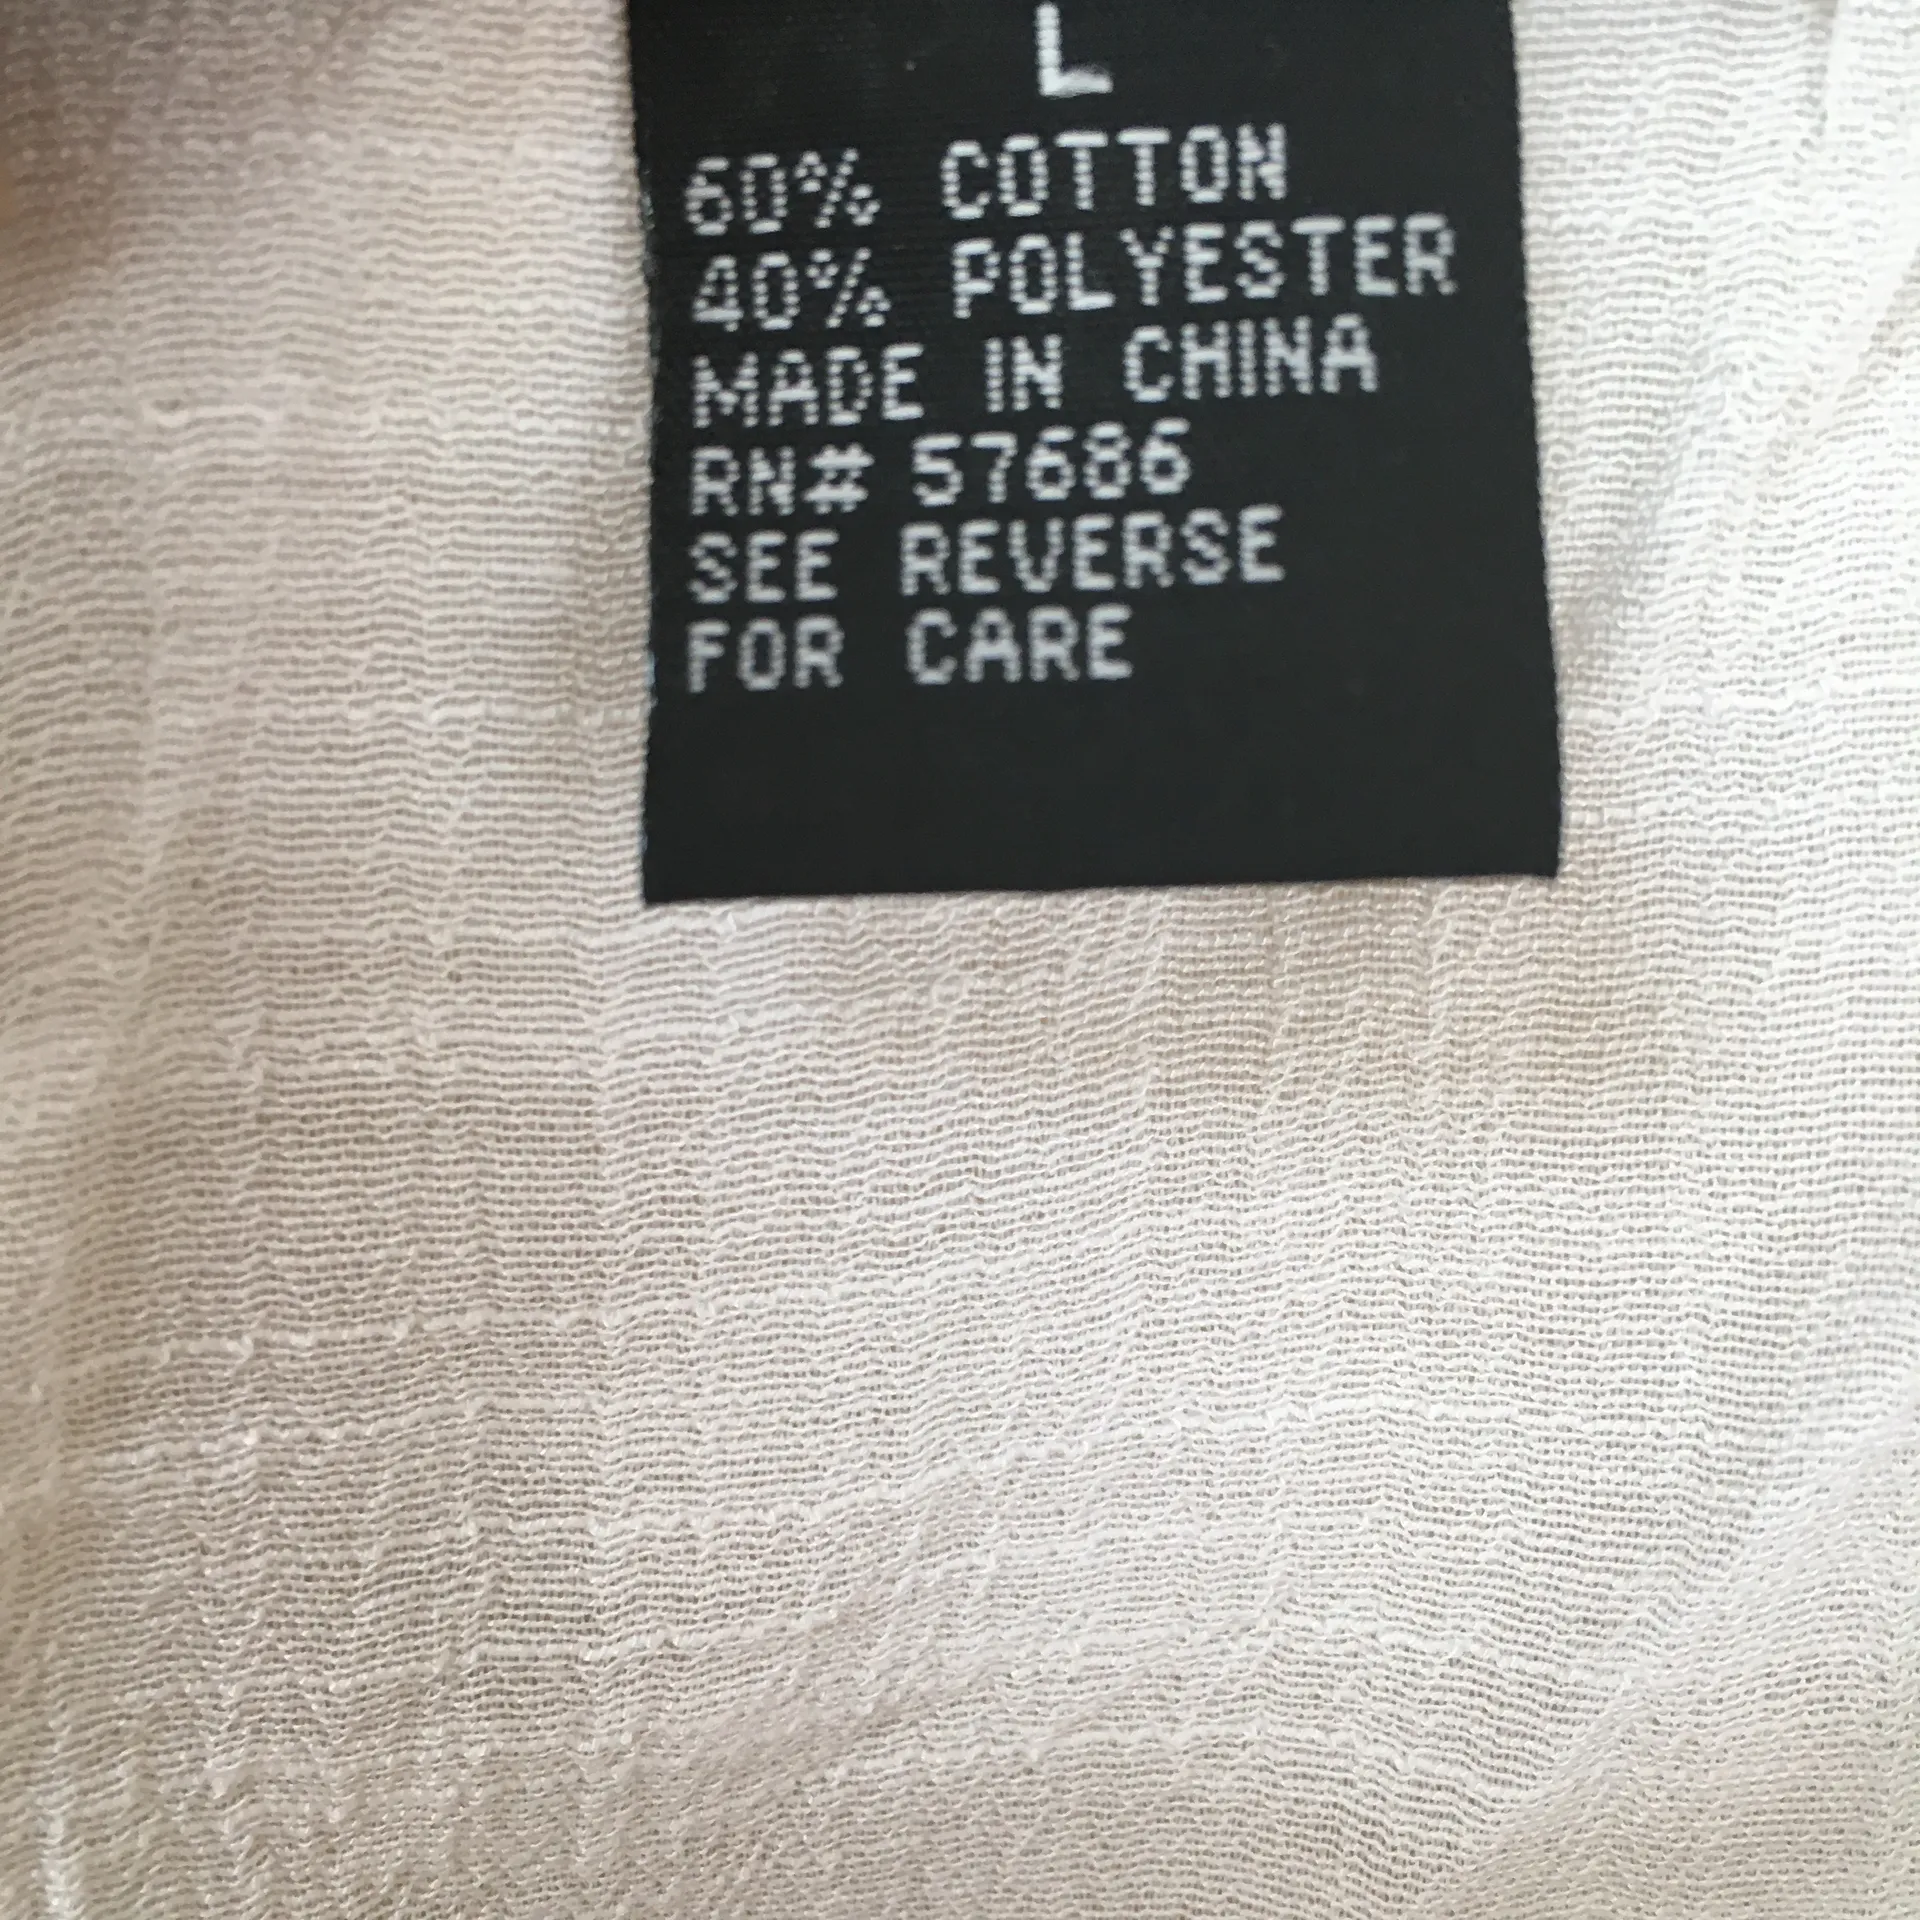 L
60% COTTON
40% POLYESTER
MADE IN CHINA
RN# 57686
SEE REVERSE
FOR CARE